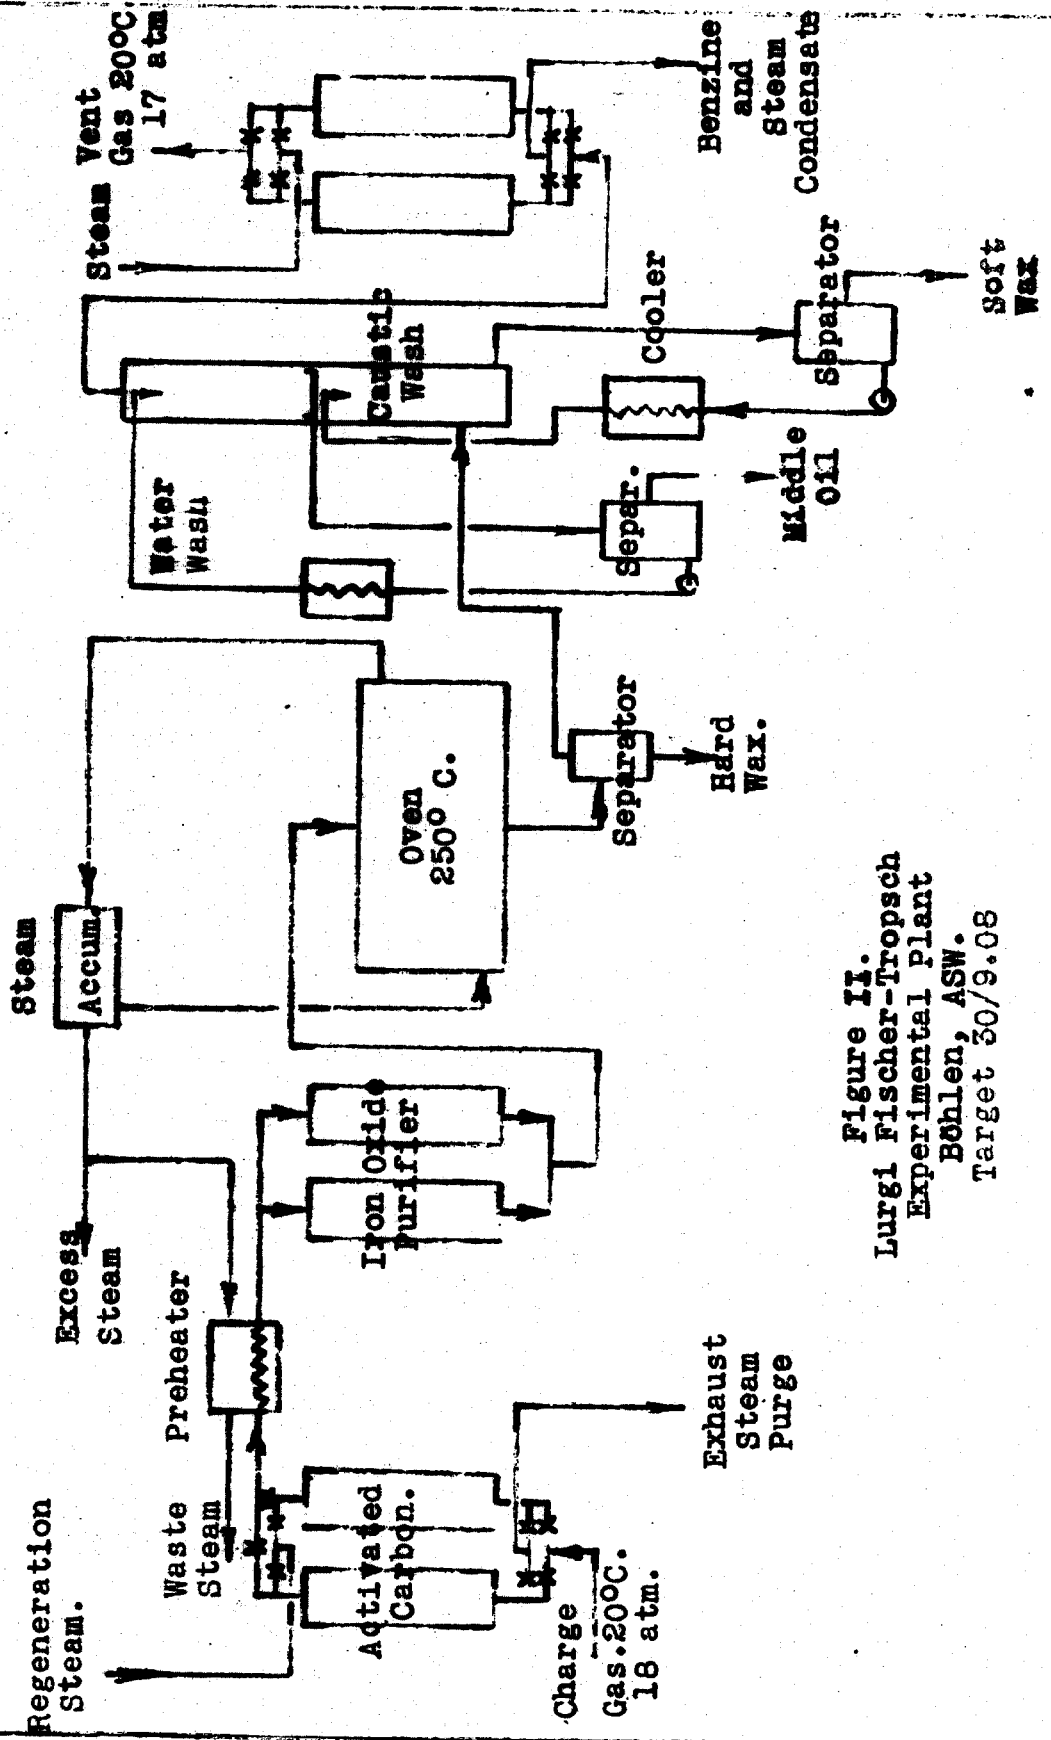 Regeneration
Steam.
Waste
Steam
Preheater
Excess
Steam
Steam
Accum.
Activated
Carbon.
Charge
Gas.20°C.
18 atm.
Exhaust
Steam
Purge
Iron Oxide
Purifier
Oven
250° C.
Separator
Hard
Wax.
Water
Wash
Caustic
Wash
Separ.
Middle
Oil
Cooler
Separator
Soft
Wax
Steam
Vent
Gas 20°C.
17 atm
Benzine
and
Steam
Condensate
Figure II.
Lurgi Fischer-Tropsch
Experimental Plant
Böhlen, ASW.
Target 30/9.08